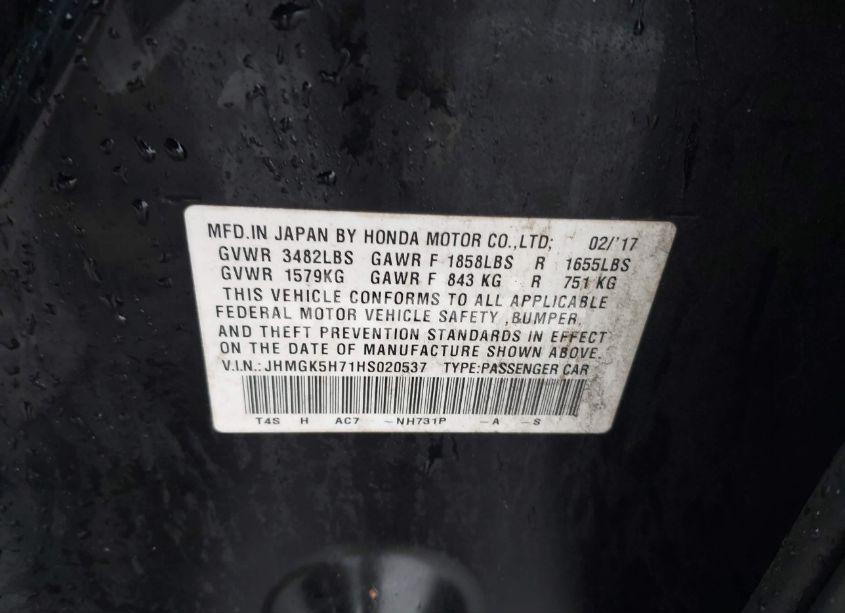 MFD.IN JAPAN BY HONDA MOTOR CO.,LTD; 02/'17
GVWR 3482LBS GAWR F 1858LBS R 1655LBS
GVWR 1579KG GAWR F 843 KG R 751 KG
THIS VEHICLE CONFORMS TO ALL APPLICABLE
FEDERAL MOTOR VEHICLE SAFETY ,BUMPER,
AND THEFT PREVENTION STANDARDS IN EFFECT
ON THE DATE OF MANUFACTURE SHOWN ABOVE.
V.I.N.: JHMGK5H71HS020537 TYPE:PASSENGER CAR
T4S H AC7 -NH731P -A -S